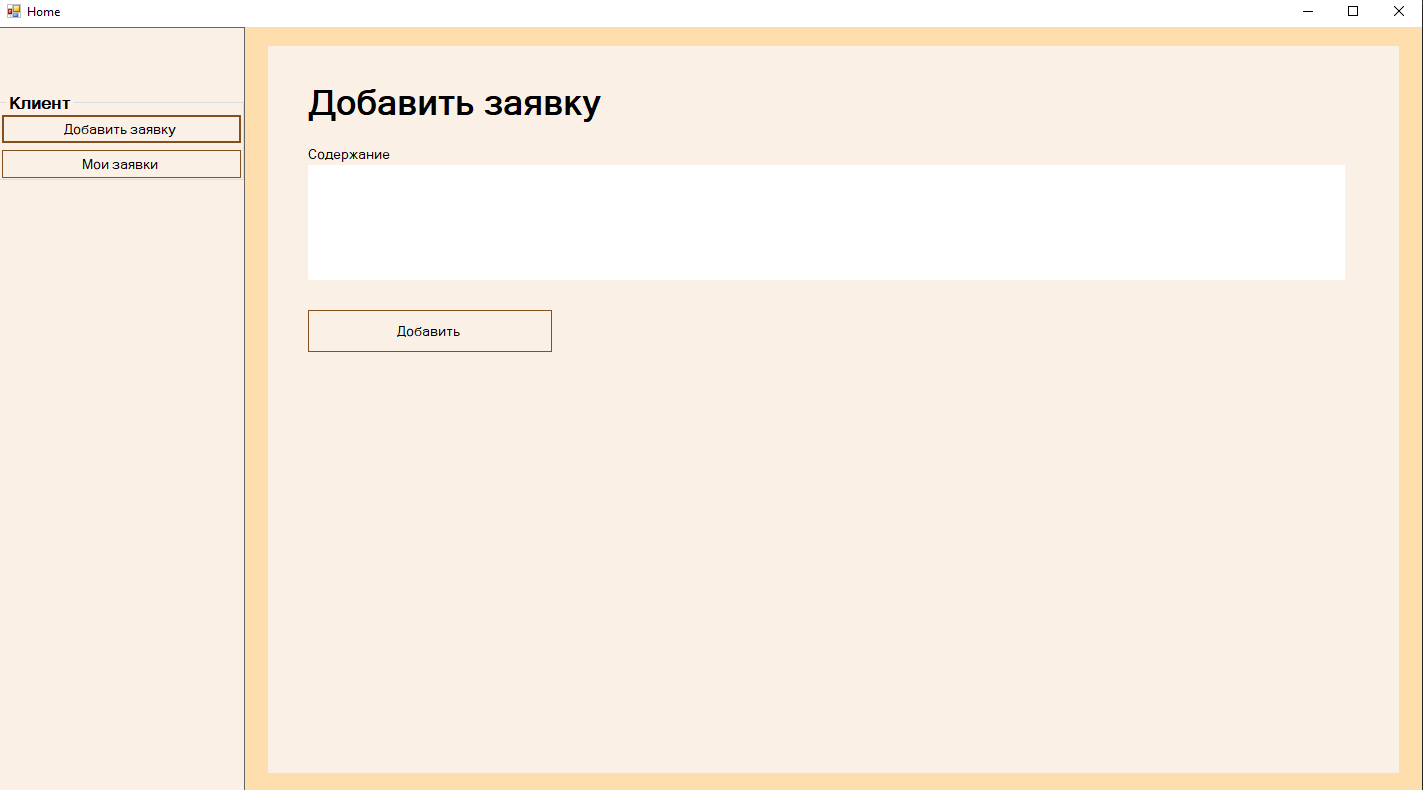 Home
Клиент
Добавить заявку
Мои заявки
Добавить заявку
Содержание
Добавить